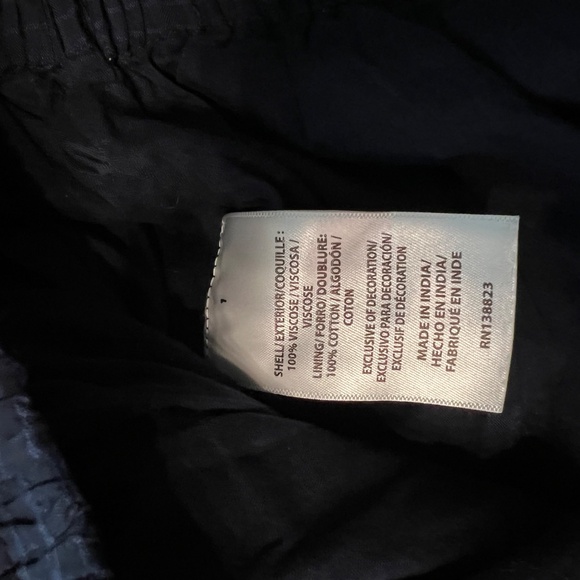 SHELL/ EXTERIOR/COQUILLE :
100% VISCOSE / VISCOSA /
VISCOSE
LINING/ FORRO/ DOUBLURE:
100% COTTON / ALGODÓN /
COTON
EXCLUSIVE OF DECORATION/
EXCLUSIVO PARA DECORACIÓN/
EXCLUSIF DE DÉCORATION
MADE IN INDIA/
HECHO EN INDIA/
FABRIQUÉ EN INDE
RN138823